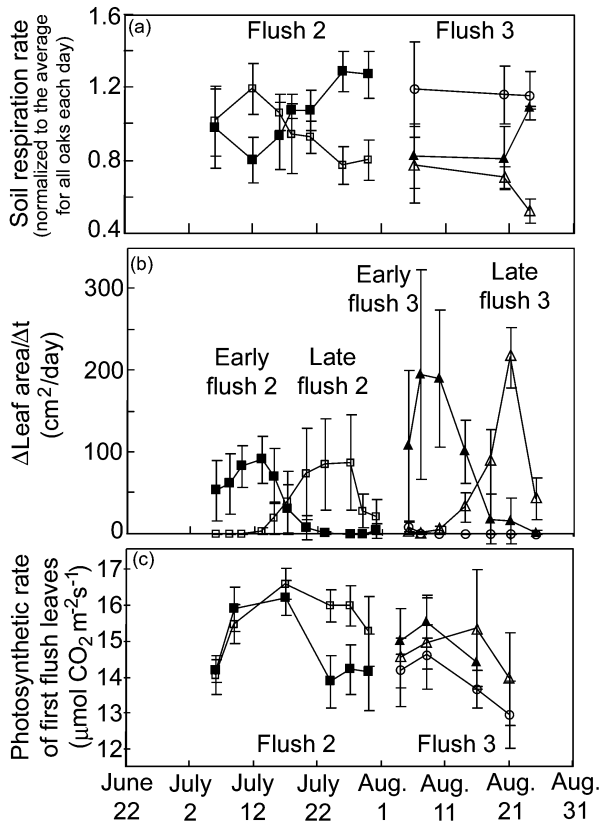 (a)
Flush 2
Flush 3
Soil respiration rate
(normalized to the average
for all oaks each day)
1.6
1.2
0.8
0.4
(b)
Early
flush 2
Late
flush 2
Early
flush 3
Late
flush 3
ΔLeaf area/Δt
(cm²/day)
300
200
100
0
(c)
Flush 2
Flush 3
Photosynthetic rate
of first flush leaves
(μmol CO₂ m⁻²s⁻¹)
17
16
15
14
13
12
June July July July Aug. Aug. Aug. Aug.
22 2 12 22 1 11 21 31